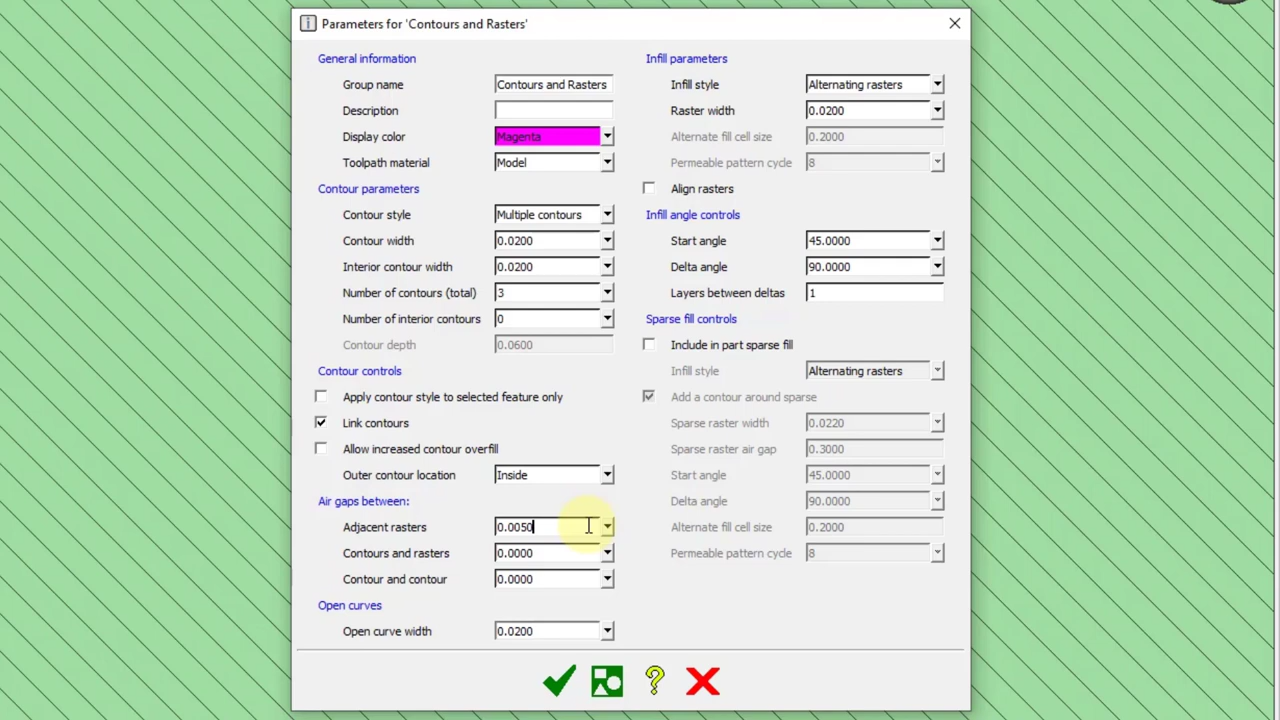 Parameters for 'Contours and Rasters'
General information
Group name Contours and Rasters
Description
Display color Magenta
Toolpath material Model
Contour parameters
Contour style Multiple contours
Contour width 0.0200
Interior contour width 0.0200
Number of contours (total) 3
Number of interior contours 0
Contour depth 0.0600
Contour controls
Apply contour style to selected feature only
Link contours
Allow increased contour overfill
Outer contour location Inside
Air gaps between:
Adjacent rasters 0.0050
Contours and rasters 0.0000
Contour and contour 0.0000
Open curves
Open curve width 0.0200
Infill parameters
Infill style Alternating rasters
Raster width 0.0200
Alternate fill cell size 0.2000
Permeable pattern cycle 8
Align rasters
Infill angle controls
Start angle 45.0000
Delta angle 90.0000
Layers between deltas 1
Sparse fill controls
Include in part sparse fill
Infill style Alternating rasters
Add a contour around sparse
Sparse raster width 0.0220
Sparse raster air gap 0.3000
Start angle 45.0000
Delta angle 90.0000
Alternate fill cell size 0.2000
Permeable pattern cycle 8